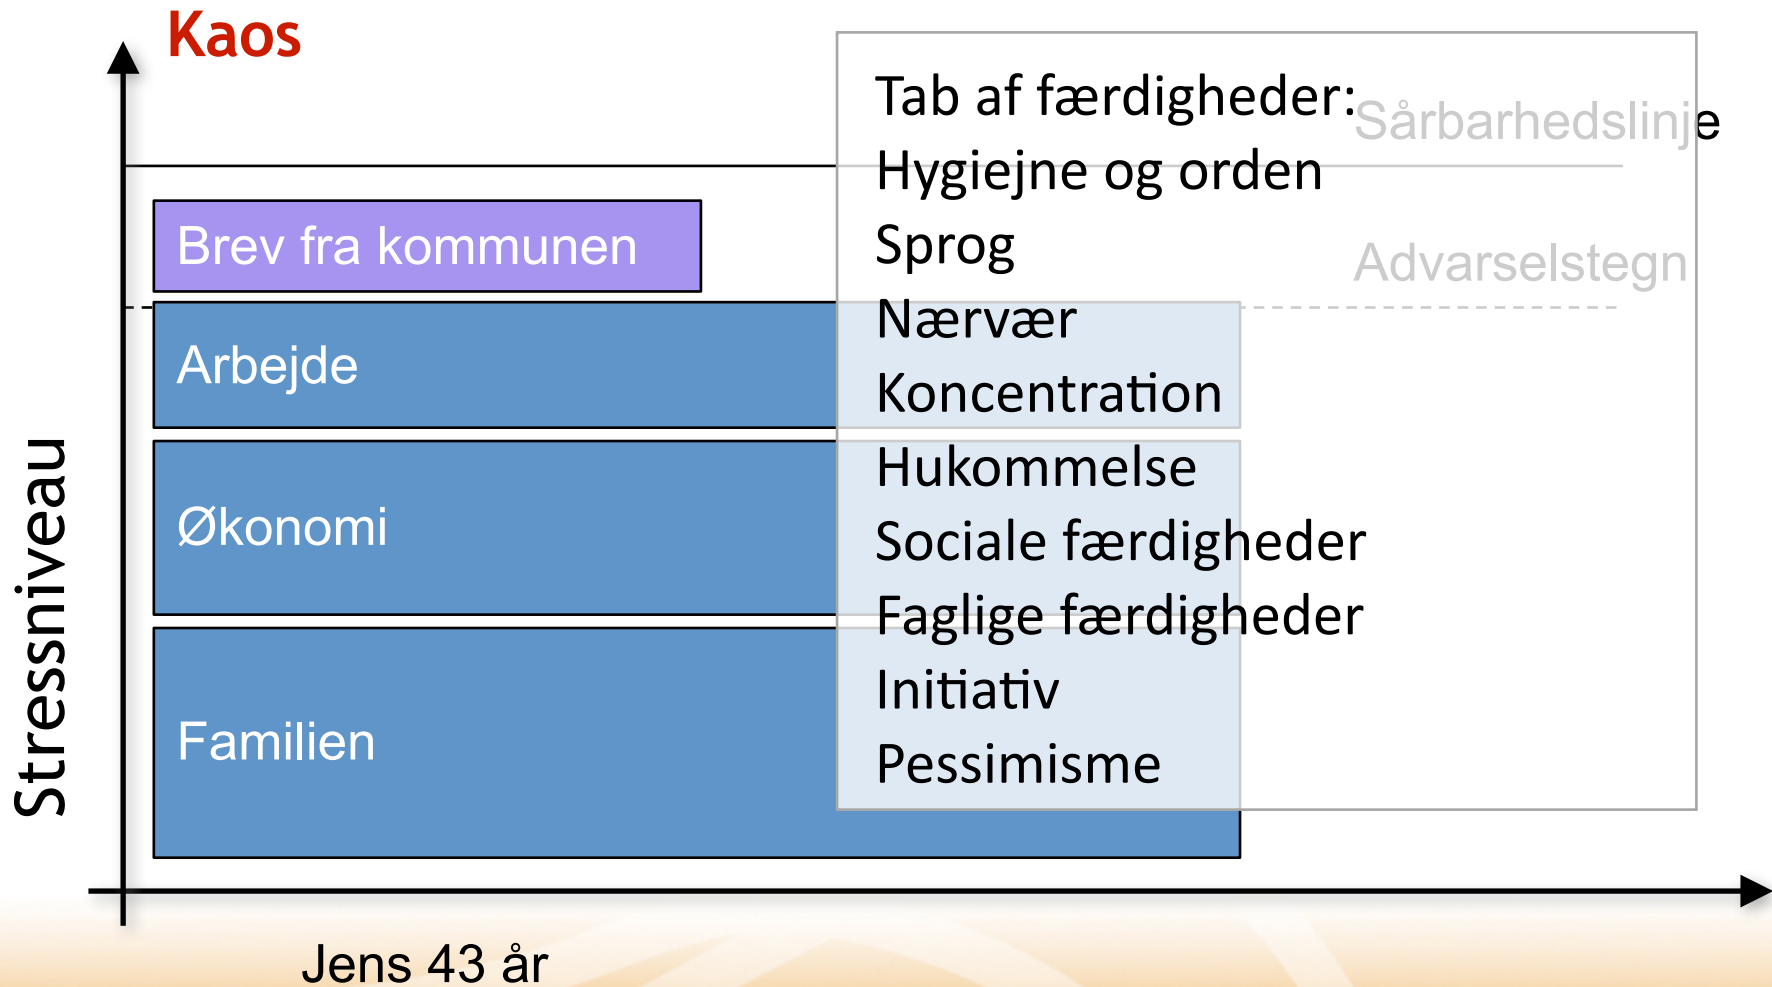 Kaos
Tab af færdigheder:
Sårbarhedslinje
Hygiejne og orden
Brev fra kommunen
Sprog
Advarselstegn
Nærvær
Arbejde
Koncentration
Hukommelse
Økonomi
Sociale færdigheder
Faglige færdigheder
Stressniveau
Initiativ
Familien
Pessimisme
Jens 43 år